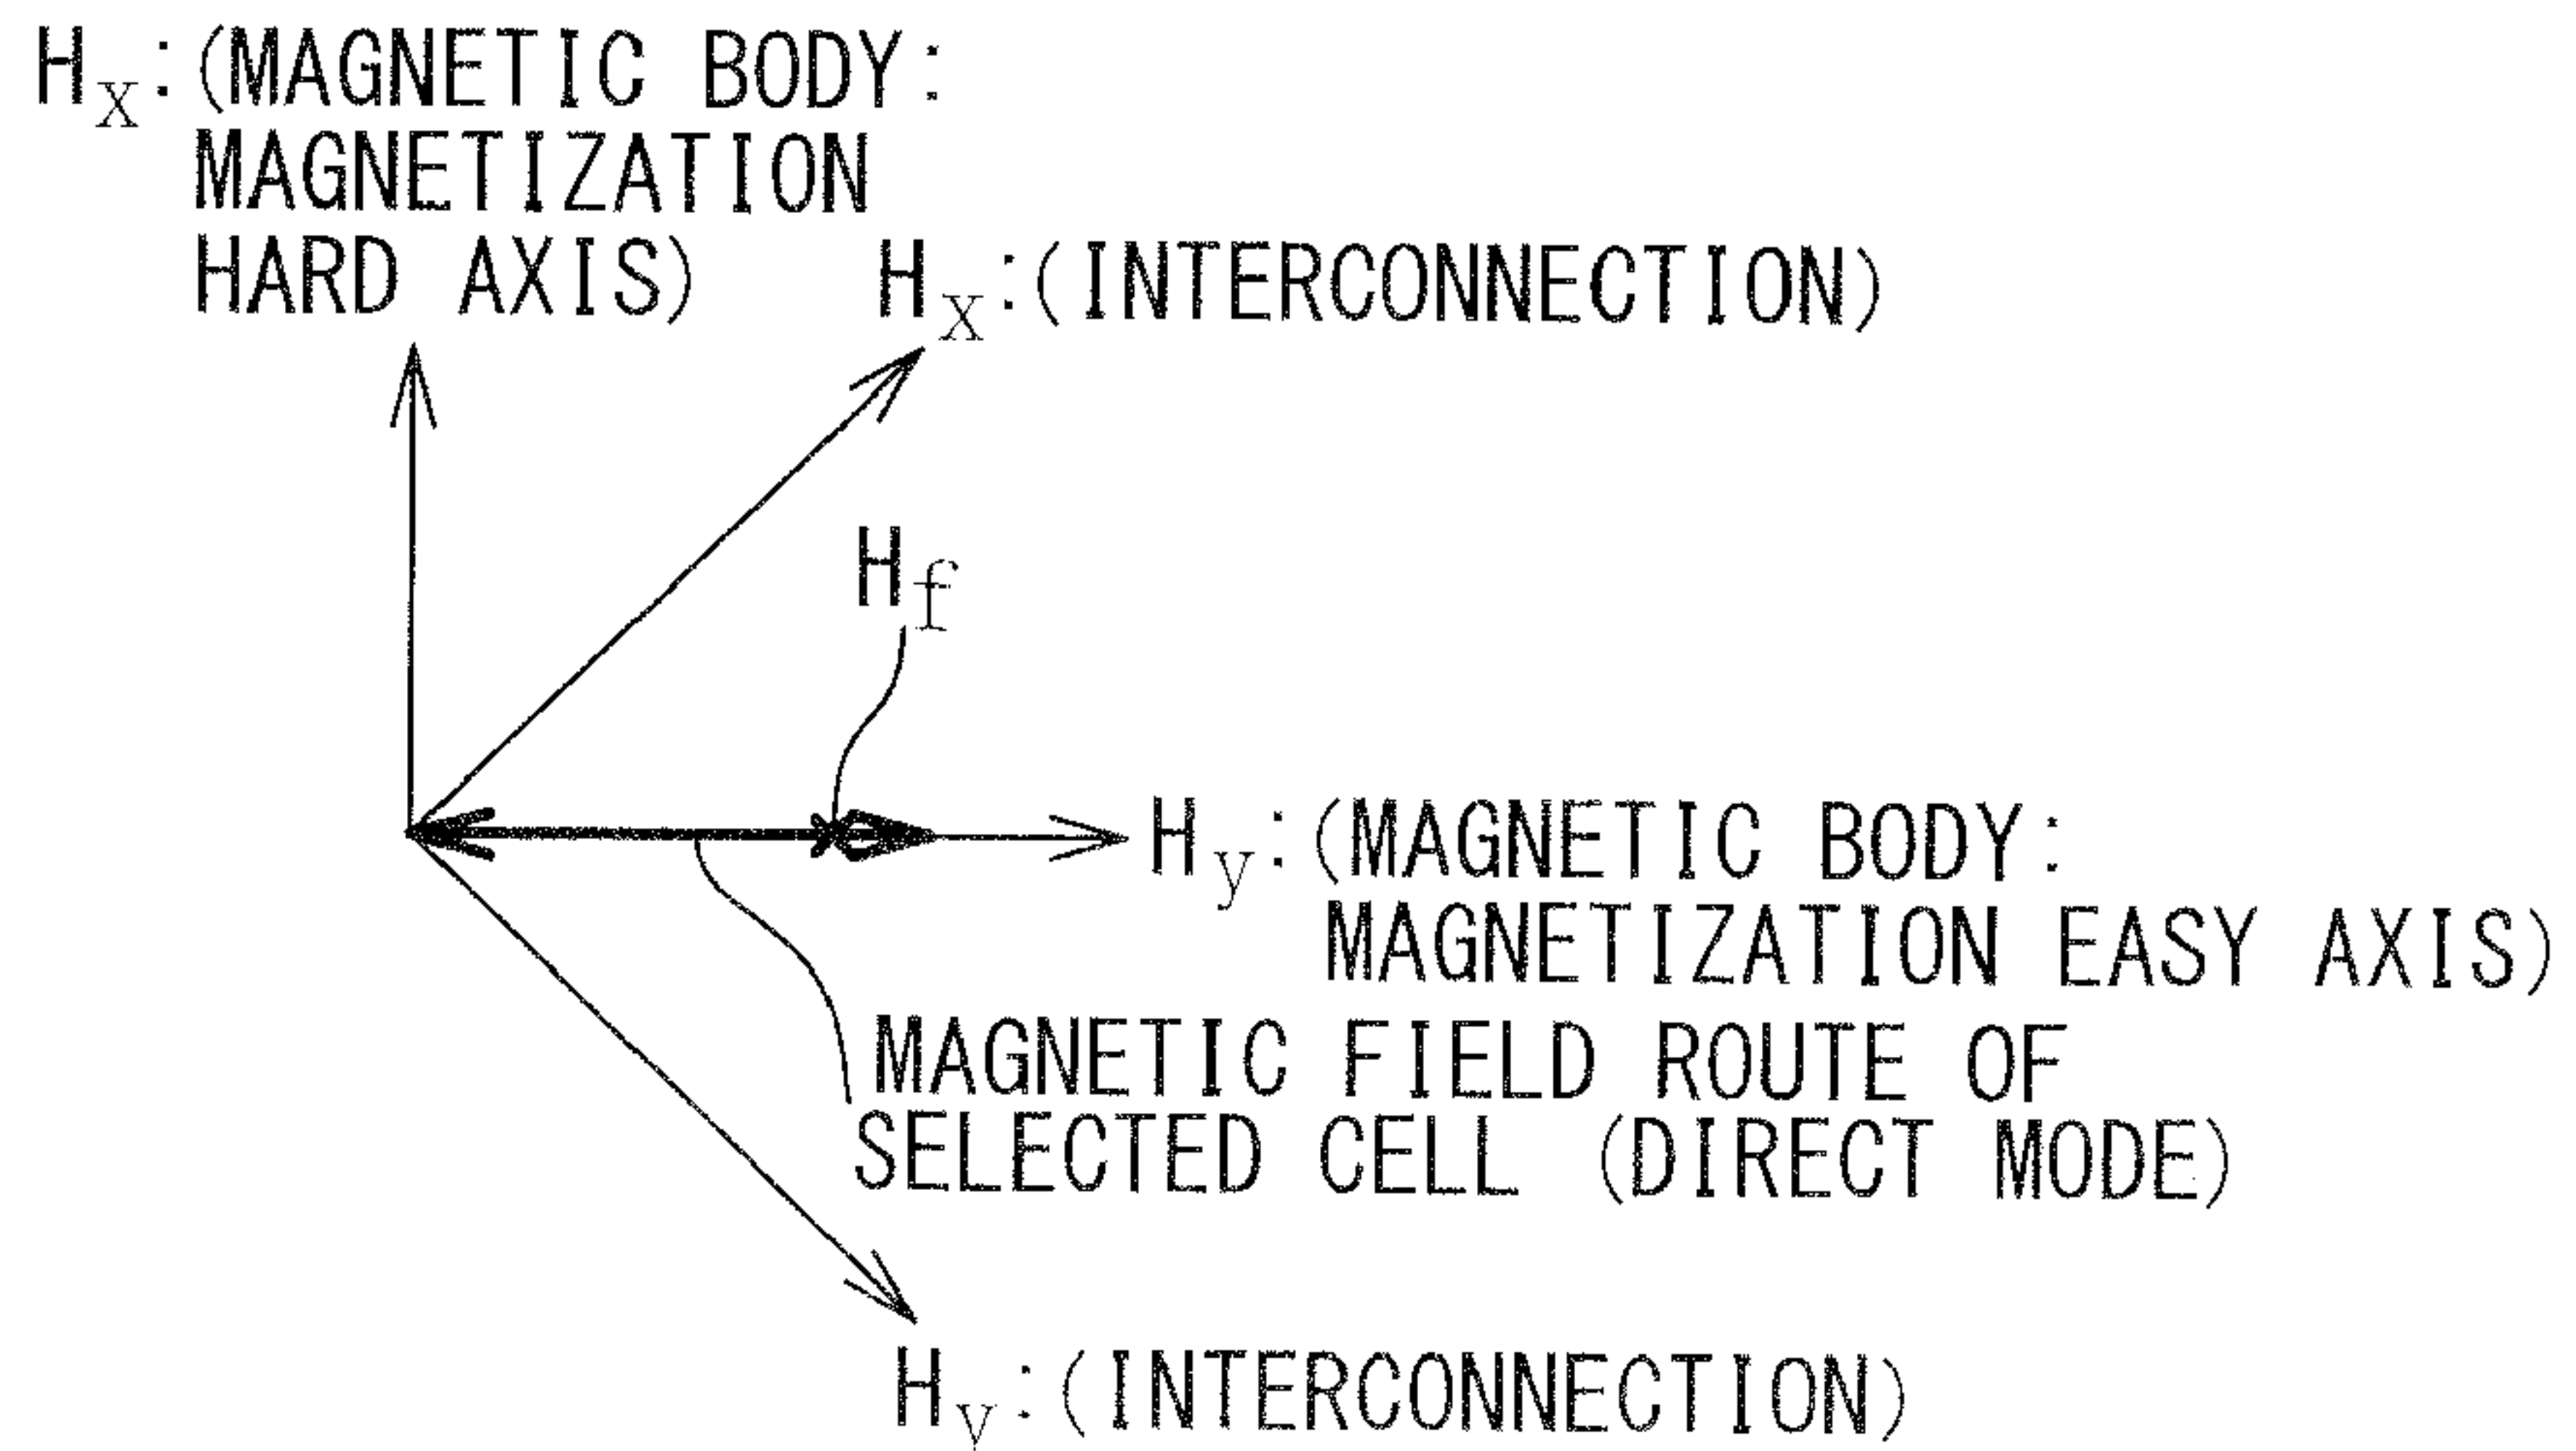 Hx:(MAGNETIC BODY:
MAGNETIZATION
HARD AXIS)
Hx:(INTERCONNECTION)
Hf
Hy:(MAGNETIC BODY:
MAGNETIZATION EASY AXIS)
MAGNETIC FIELD ROUTE OF
SELECTED CELL (DIRECT MODE)
Hy:(INTERCONNECTION)